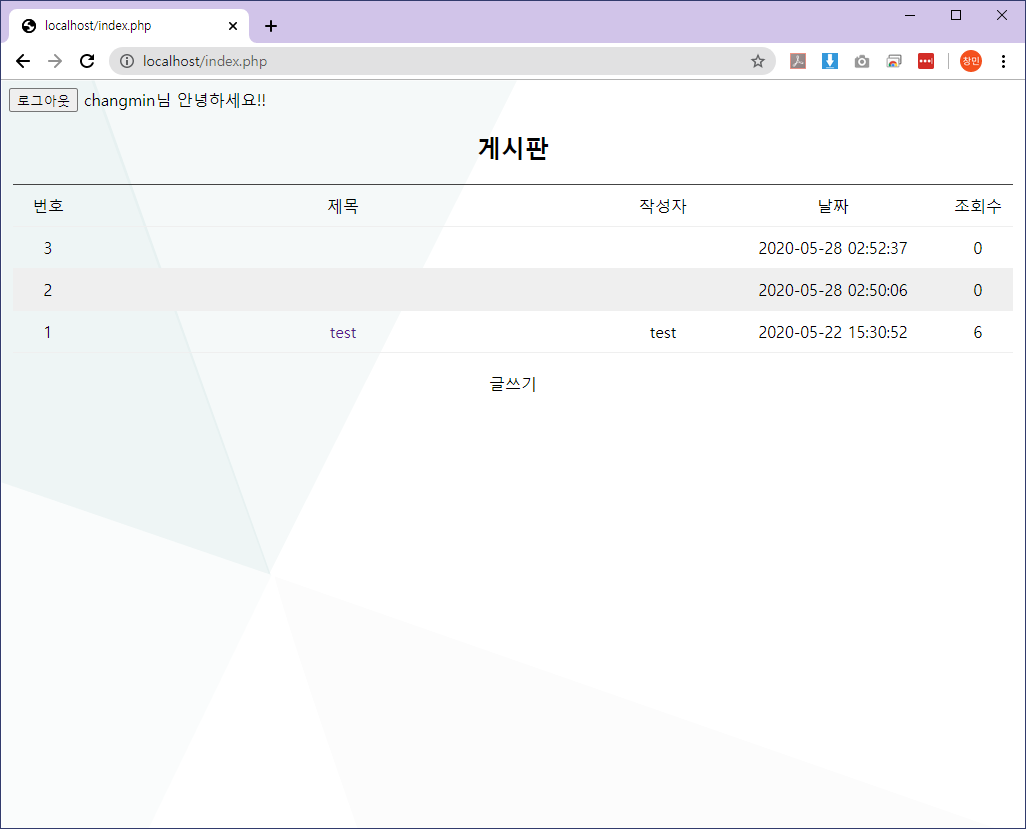 localhost/index.php
localhost/index.php
창민
로그아웃 changmin님 안녕하세요!!
게시판
번호 제목 작성자 날짜 조회수
3 2020-05-28 02:52:37 0
2 2020-05-28 02:50:06 0
1 test test 2020-05-22 15:30:52 6
글쓰기